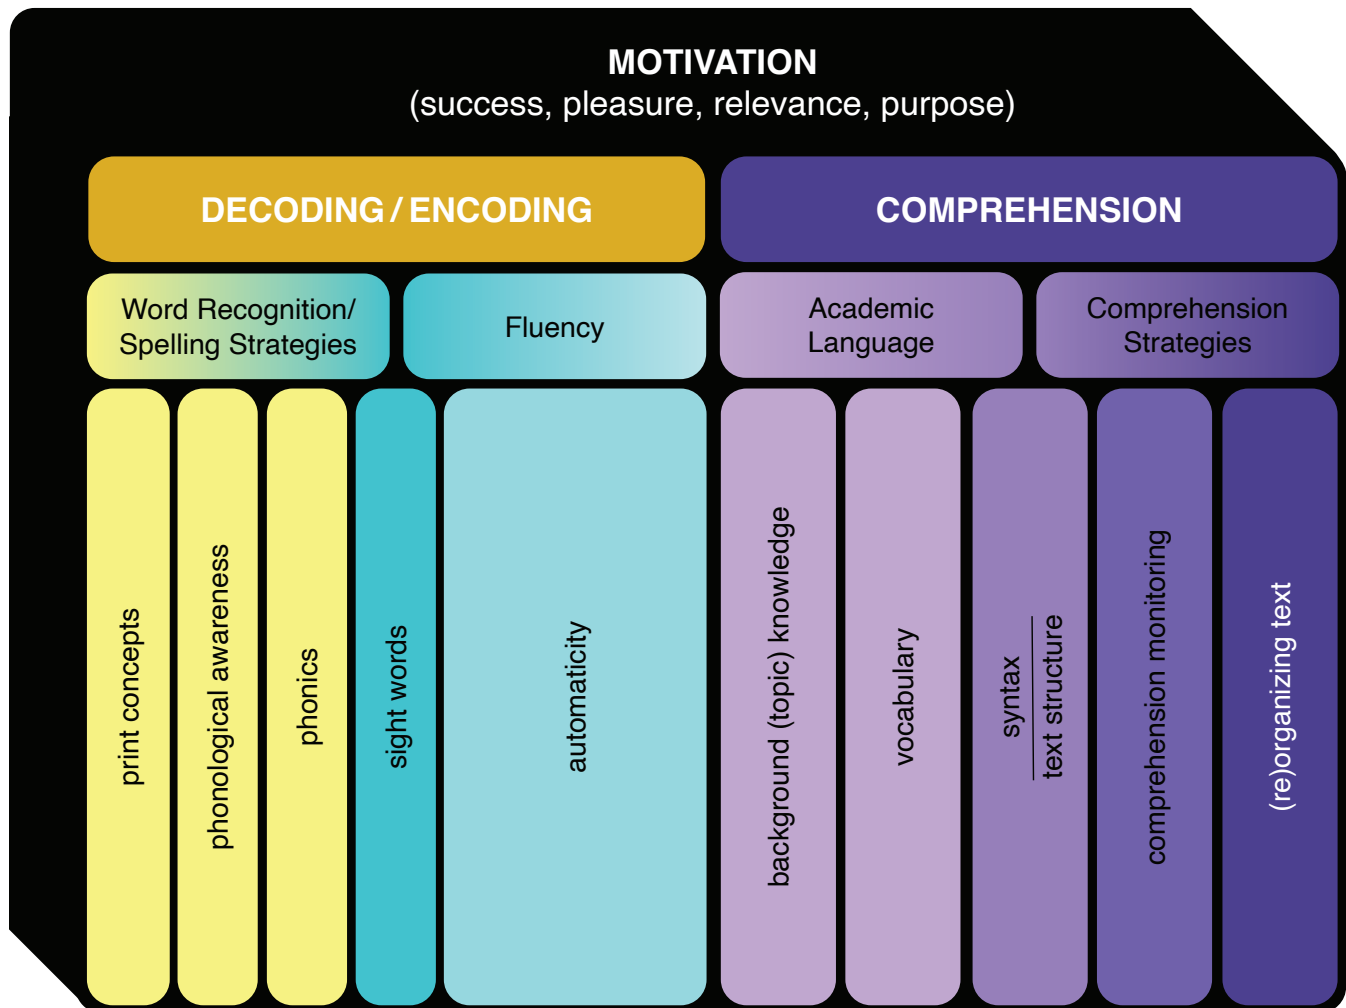 MOTIVATION
(success, pleasure, relevance, purpose)
DECODING / ENCODING
COMPREHENSION
Word Recognition/
Spelling Strategies
Fluency
Academic
Language
Comprehension
Strategies
print concepts
phonological awareness
phonics
sight words
automaticity
background (topic) knowledge
vocabulary
syntax
text structure
comprehension monitoring
(re)organizing text